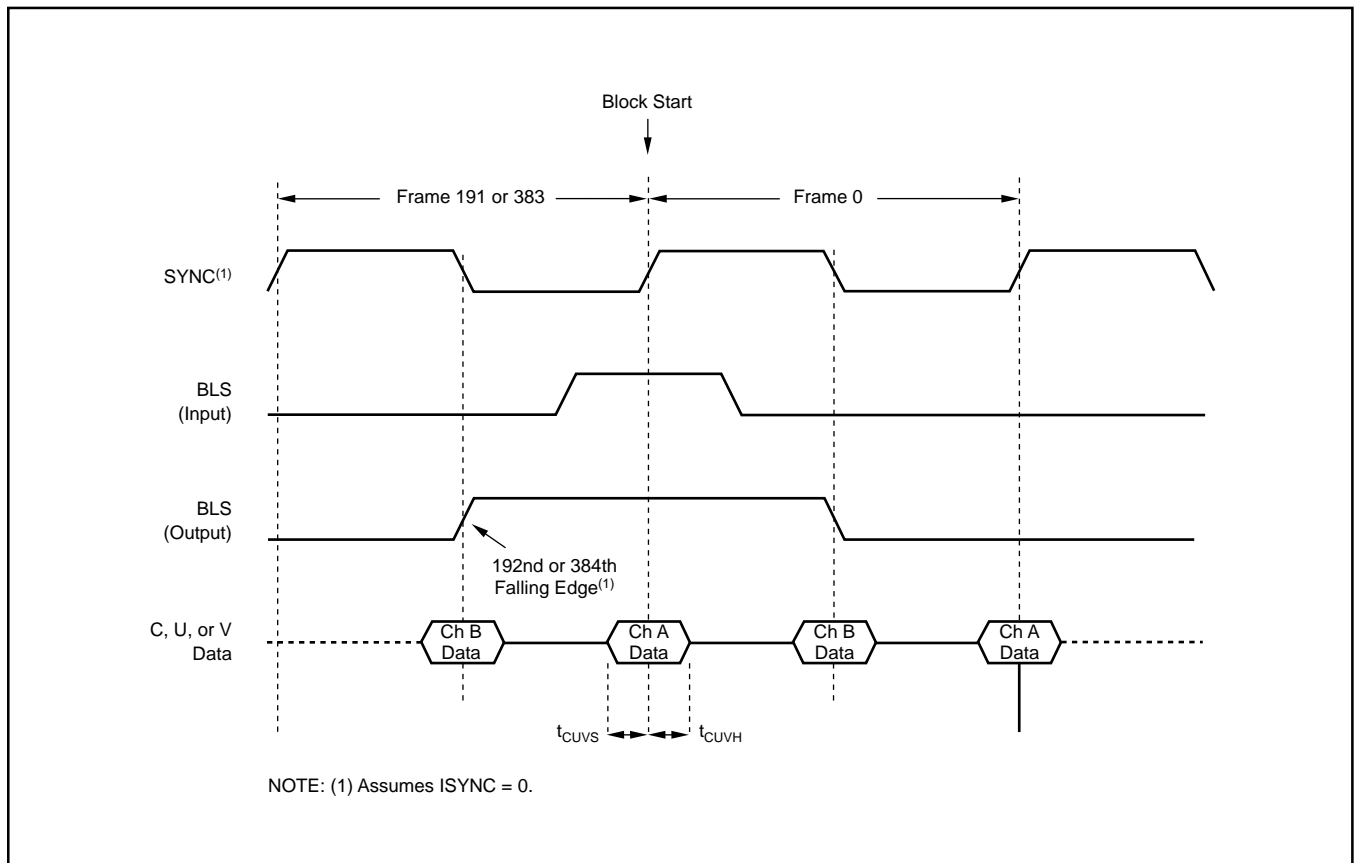 Block Start
Frame 191 or 383
Frame 0
SYNC(1)
BLS
(Input)
BLS
(Output)
192nd or 384th
Falling Edge(1)
C, U, or V
Data
Ch B
Data
Ch A
Data
Ch B
Data
Ch A
Data
tCUVS
tCUVH
NOTE: (1) Assumes ISYNC = 0.